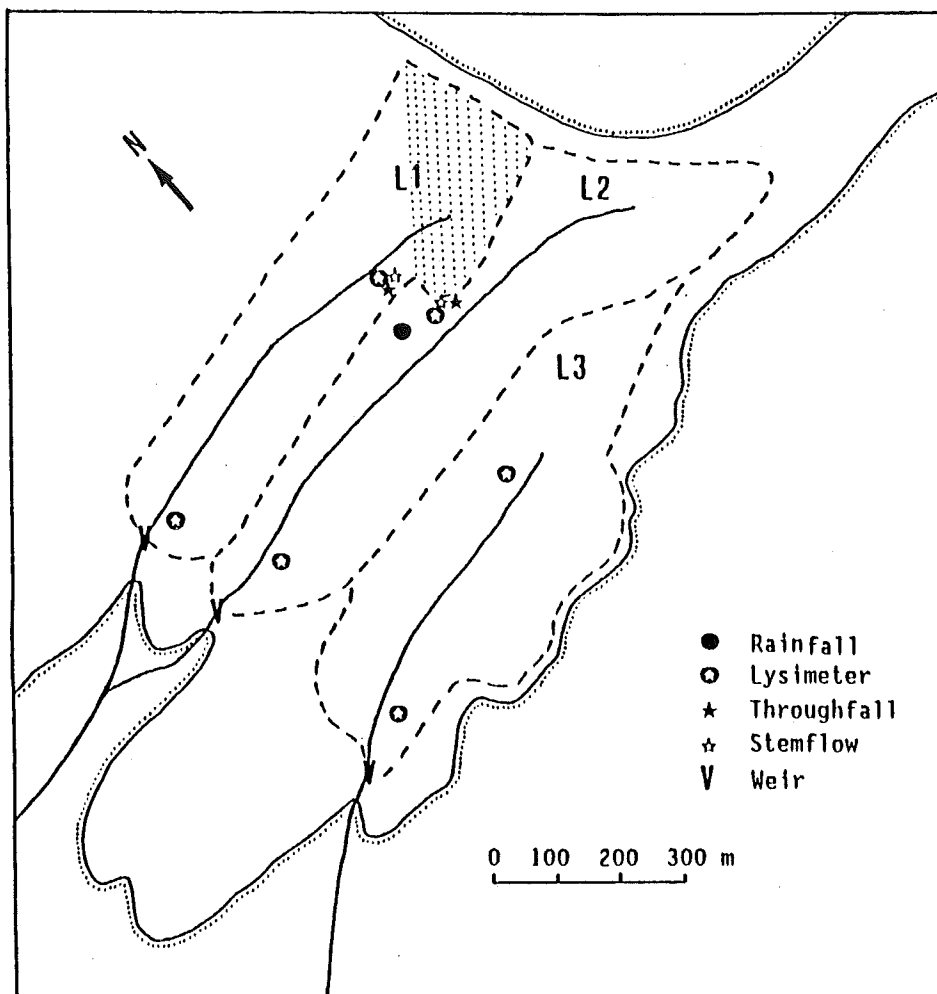 N
L1
L2
L3
Rainfall
Lysimeter
Throughfall
Stemflow
V Weir
0 100 200 300 m
V
V
V